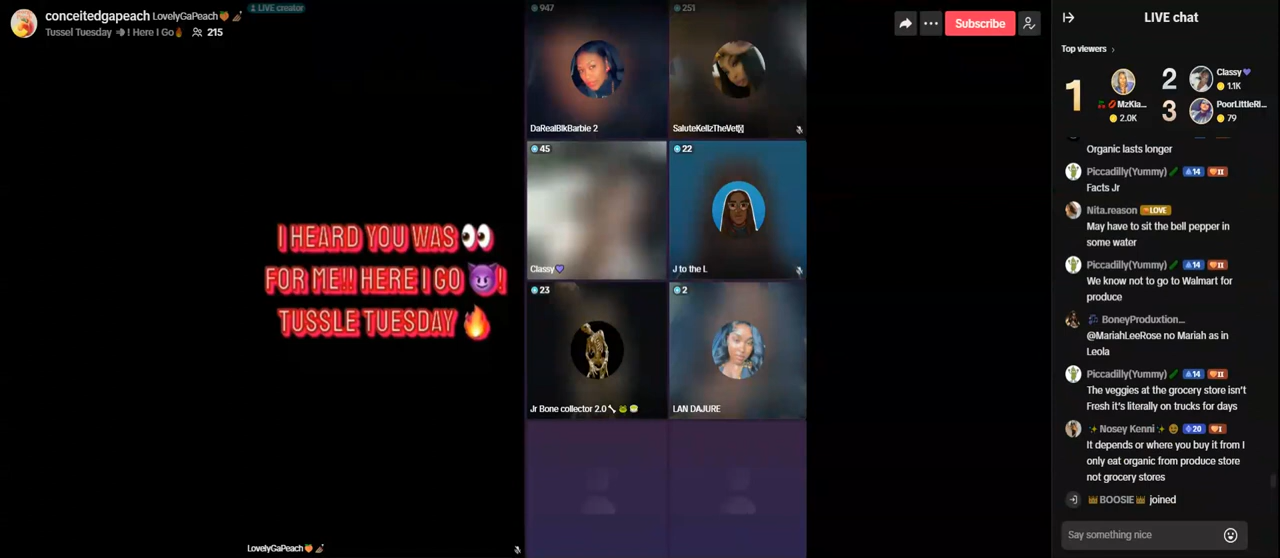 conceitedgapeach LovelyGaPeach🍑💅🏾
LIVE creator
Tussel Tuesday 💨 ! Here I Go🔥 215
Subscribe
I HEARD YOU WAS 👀
FOR ME!! HERE I GO 😈!
TUSSLE TUESDAY 🔥
LovelyGaPeach🍑💅🏾
947
DaRealBlkBarbie 2
251
SaluteKellzTheVet
45
Classy💜
22
J to the L
23
Jr Bone collector 2.0🦴🐸
2
LAN DAJURE
LIVE chat
Top viewers >
1
🍒💋MzKla...
2.0K
2
Classy💜
1.1K
3
PoorLittleRi...
79
Organic lasts longer
Piccadilly(Yummy) 14 II
Facts Jr
Nita.reason LOVE
May have to sit the bell pepper in
some water
Piccadilly(Yummy) 14 II
We know not to go to Walmart for
produce
BoneyProduxtion...
@MariahLeeRose no Mariah as in
Leola
Piccadilly(Yummy) 14 II
The veggies at the grocery store isn't
Fresh it's literally on trucks for days
✨Nosey Kenni✨ 20 I
It depends or where you buy it from I
only eat organic from produce store
not grocery stores
👑BOOSIE👑 joined
Say something nice